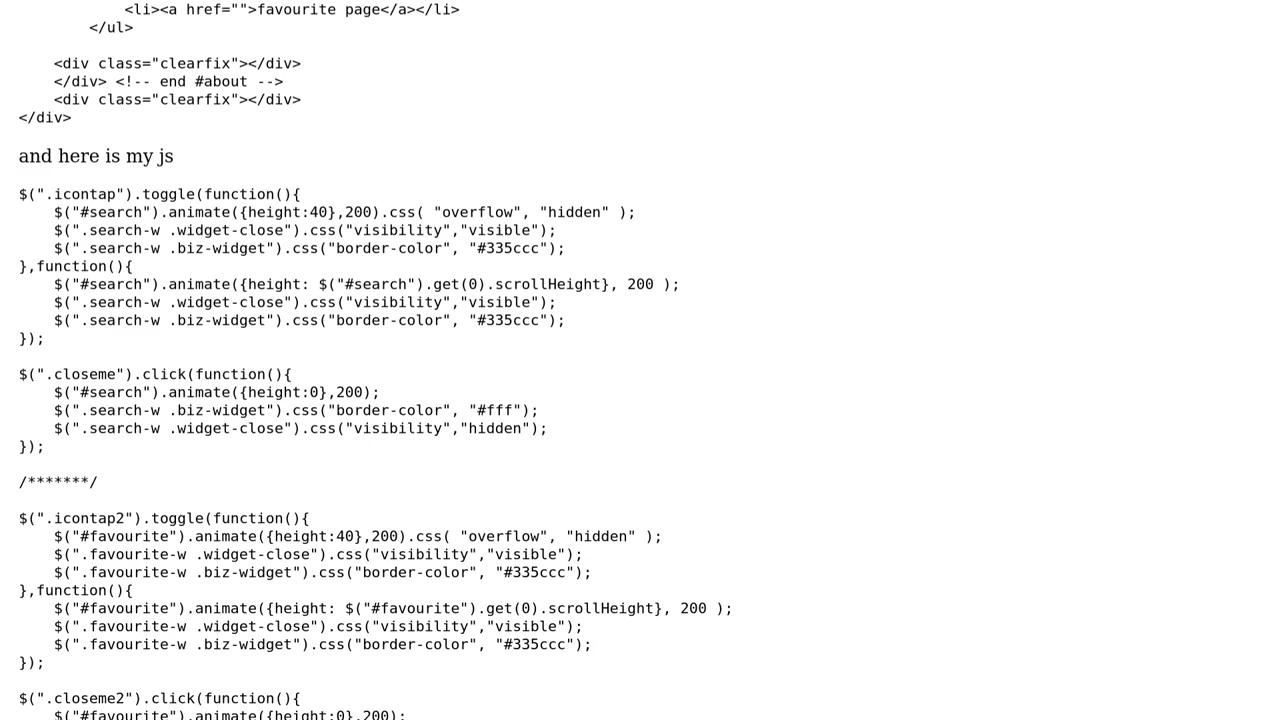 <li><a href="">favourite page</a></li>
</ul>
<div class="clearfix"></div>
</div> <!-- end #about -->
<div class="clearfix"></div>
</div>
and here is my js
$(".icontap").toggle(function(){
$("#search").animate({height:40},200).css( "overflow", "hidden" );
$(".search-w .widget-close").css("visibility","visible");
$(".search-w .biz-widget").css("border-color", "#335ccc");
},function(){
$("#search").animate({height: $("#search").get(0).scrollHeight}, 200 );
$(".search-w .widget-close").css("visibility","visible");
$(".search-w .biz-widget").css("border-color", "#335ccc");
});
$(".closeme").click(function(){
$("#search").animate({height:0},200);
$(".search-w .biz-widget").css("border-color", "#fff");
$(".search-w .widget-close").css("visibility","hidden");
});
/*******/
$(".icontap2").toggle(function(){
$("#favourite").animate({height:40},200).css( "overflow", "hidden" );
$(".favourite-w .widget-close").css("visibility","visible");
$(".favourite-w .biz-widget").css("border-color", "#335ccc");
},function(){
$("#favourite").animate({height: $("#favourite").get(0).scrollHeight}, 200 );
$(".favourite-w .widget-close").css("visibility","visible");
$(".favourite-w .biz-widget").css("border-color", "#335ccc");
});
$(".closeme2").click(function(){
$("#favourite").animate({height:0},200);